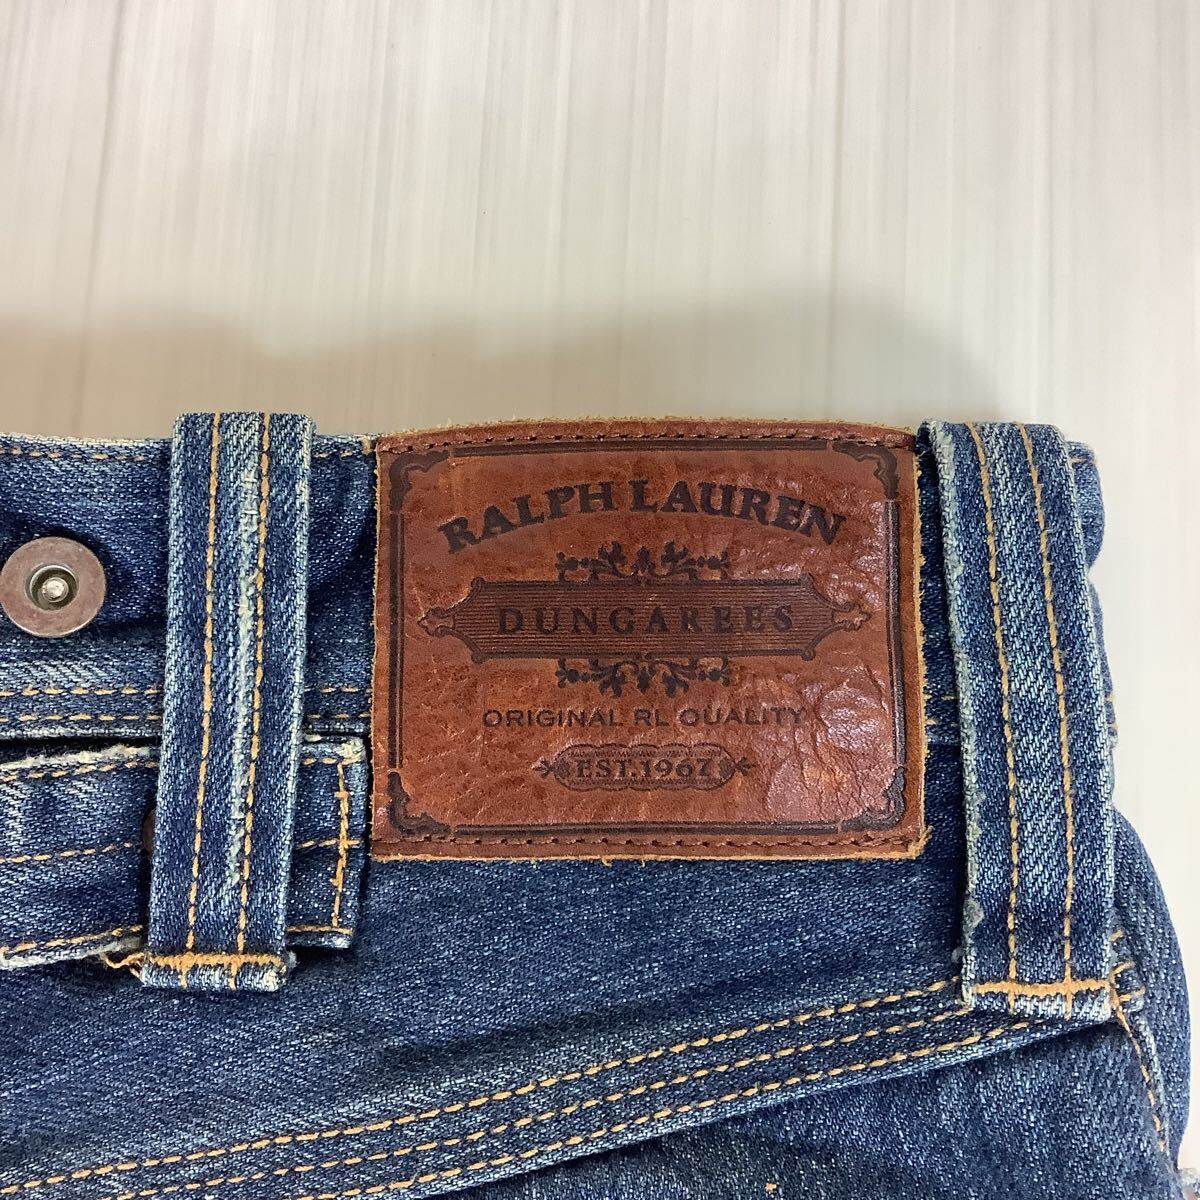 RALPH LAUREN
DUNGAREES
ORIGINAL RL QUALITY
EST. 1967